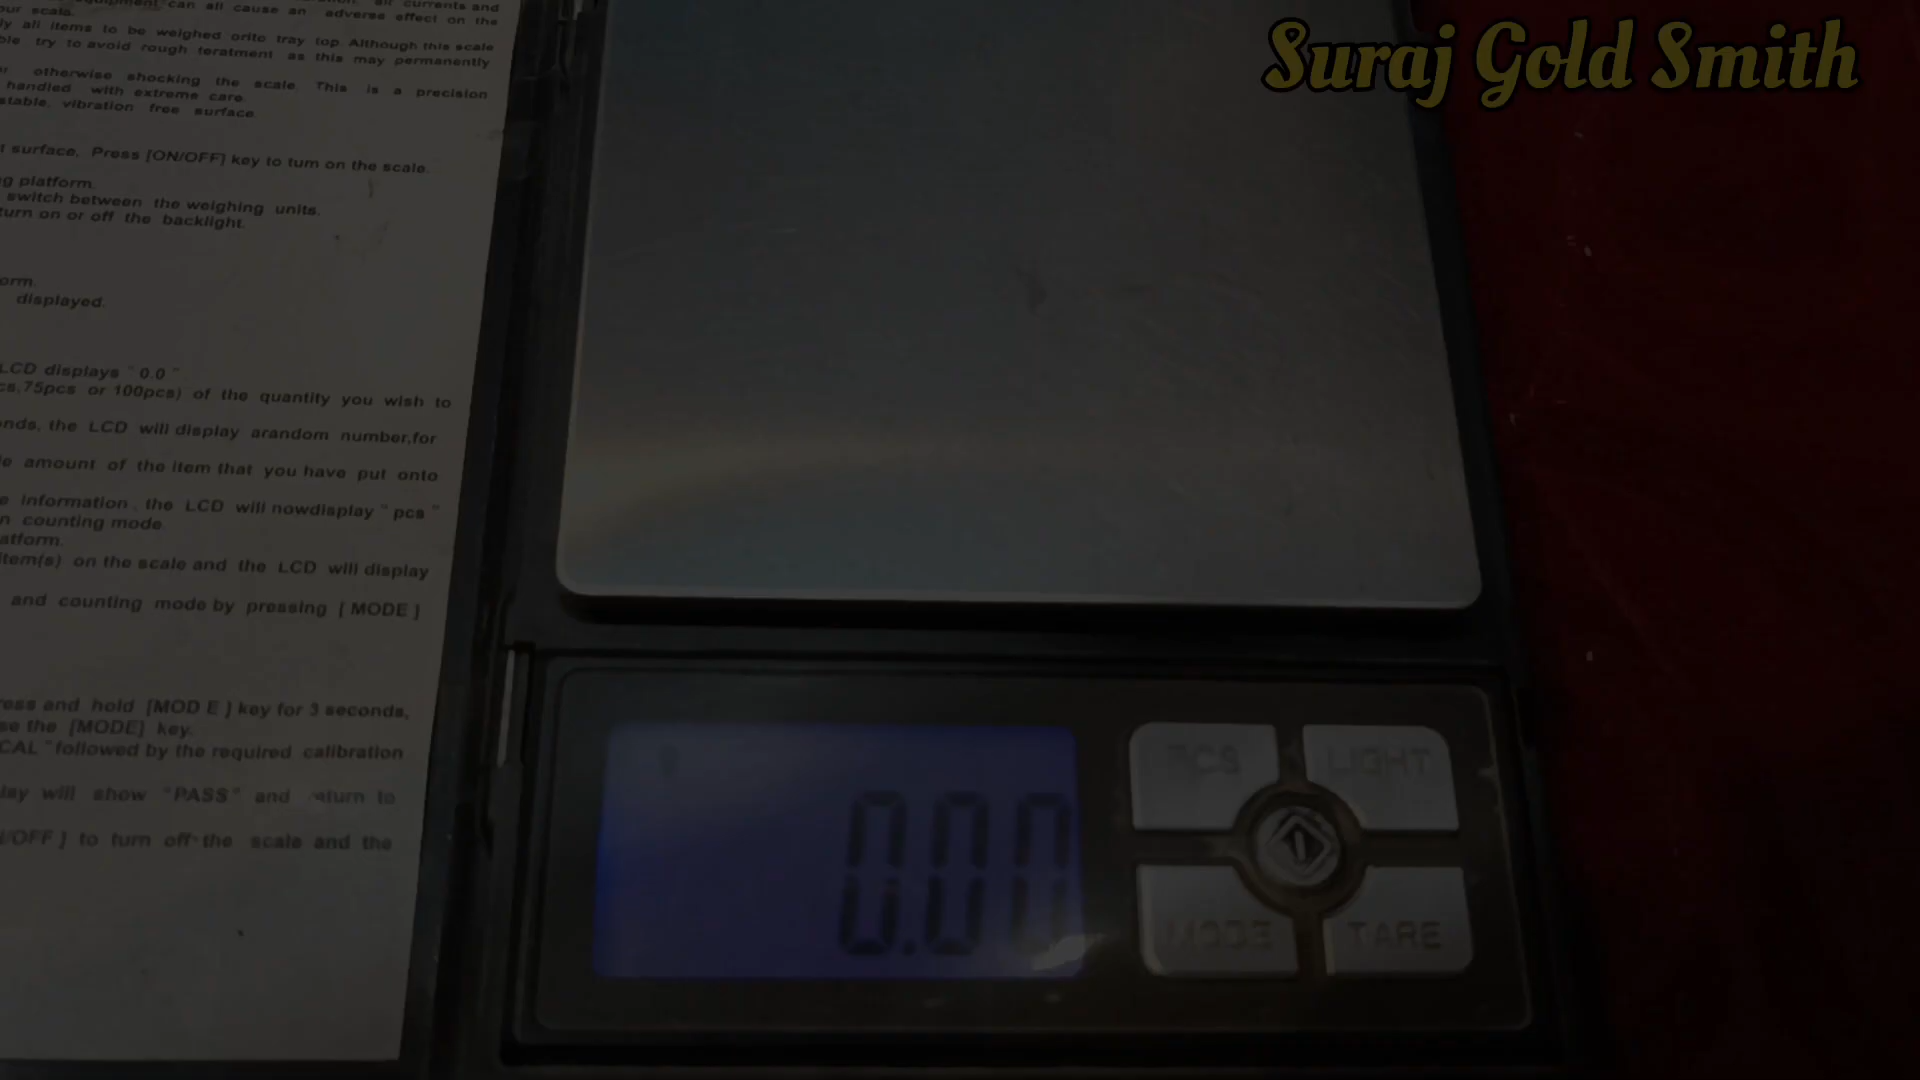 equipment can all cause an adverse effect on the
our scala.
ly all items to be weighed orito tray top. Although this scale
ble, try to avoid rough teratment as this may permanently
or otherwise shocking the scale. This is a precision
handled with extreme care.
stable, vibration free surface.
t surface, Press [ON/OFF] key to tum on the scale.
g platform.
switch between the weighing units.
turn on or off the backlight.
orm.
displayed.
LCD displays " 0.0 "
cs,75pcs or 100pcs) of the quantity you wish to
nds, the LCD will display arandom number,for
e amount of the item that you have put onto
e information , the LCD will nowdisplay " pcs "
n counting mode.
atform.
item(s) on the scale and the LCD will display
and counting mode by pressing [ MODE ]
ress and hold [MOD E ] key for 3 seconds,
se the [MODE] key.
CAL " followed by the required calibration
lay will show "PASS" and return to
N/OFF ] to turn off the scale and the
Suraj Gold Smith
0.00
PCS LIGHT
MODE TARE